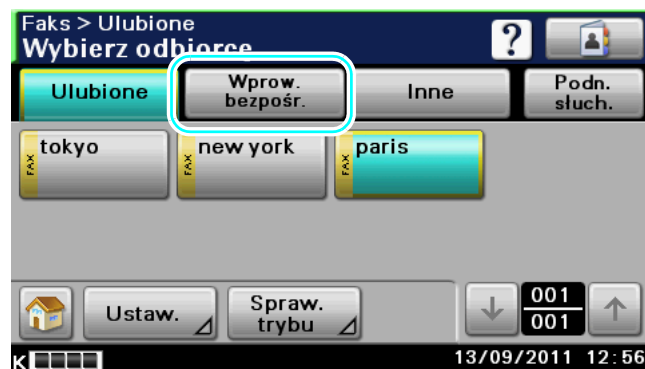 Faks > Ulubione
Wybierz odbiorcę
?
Ulubione
Wprow.
bezpośr.
Inne
Podn.
słuch.
FAX tokyo
FAX new york
FAX paris
Ustaw.
Spraw.
trybu
001
001
K
13/09/2011 12:56